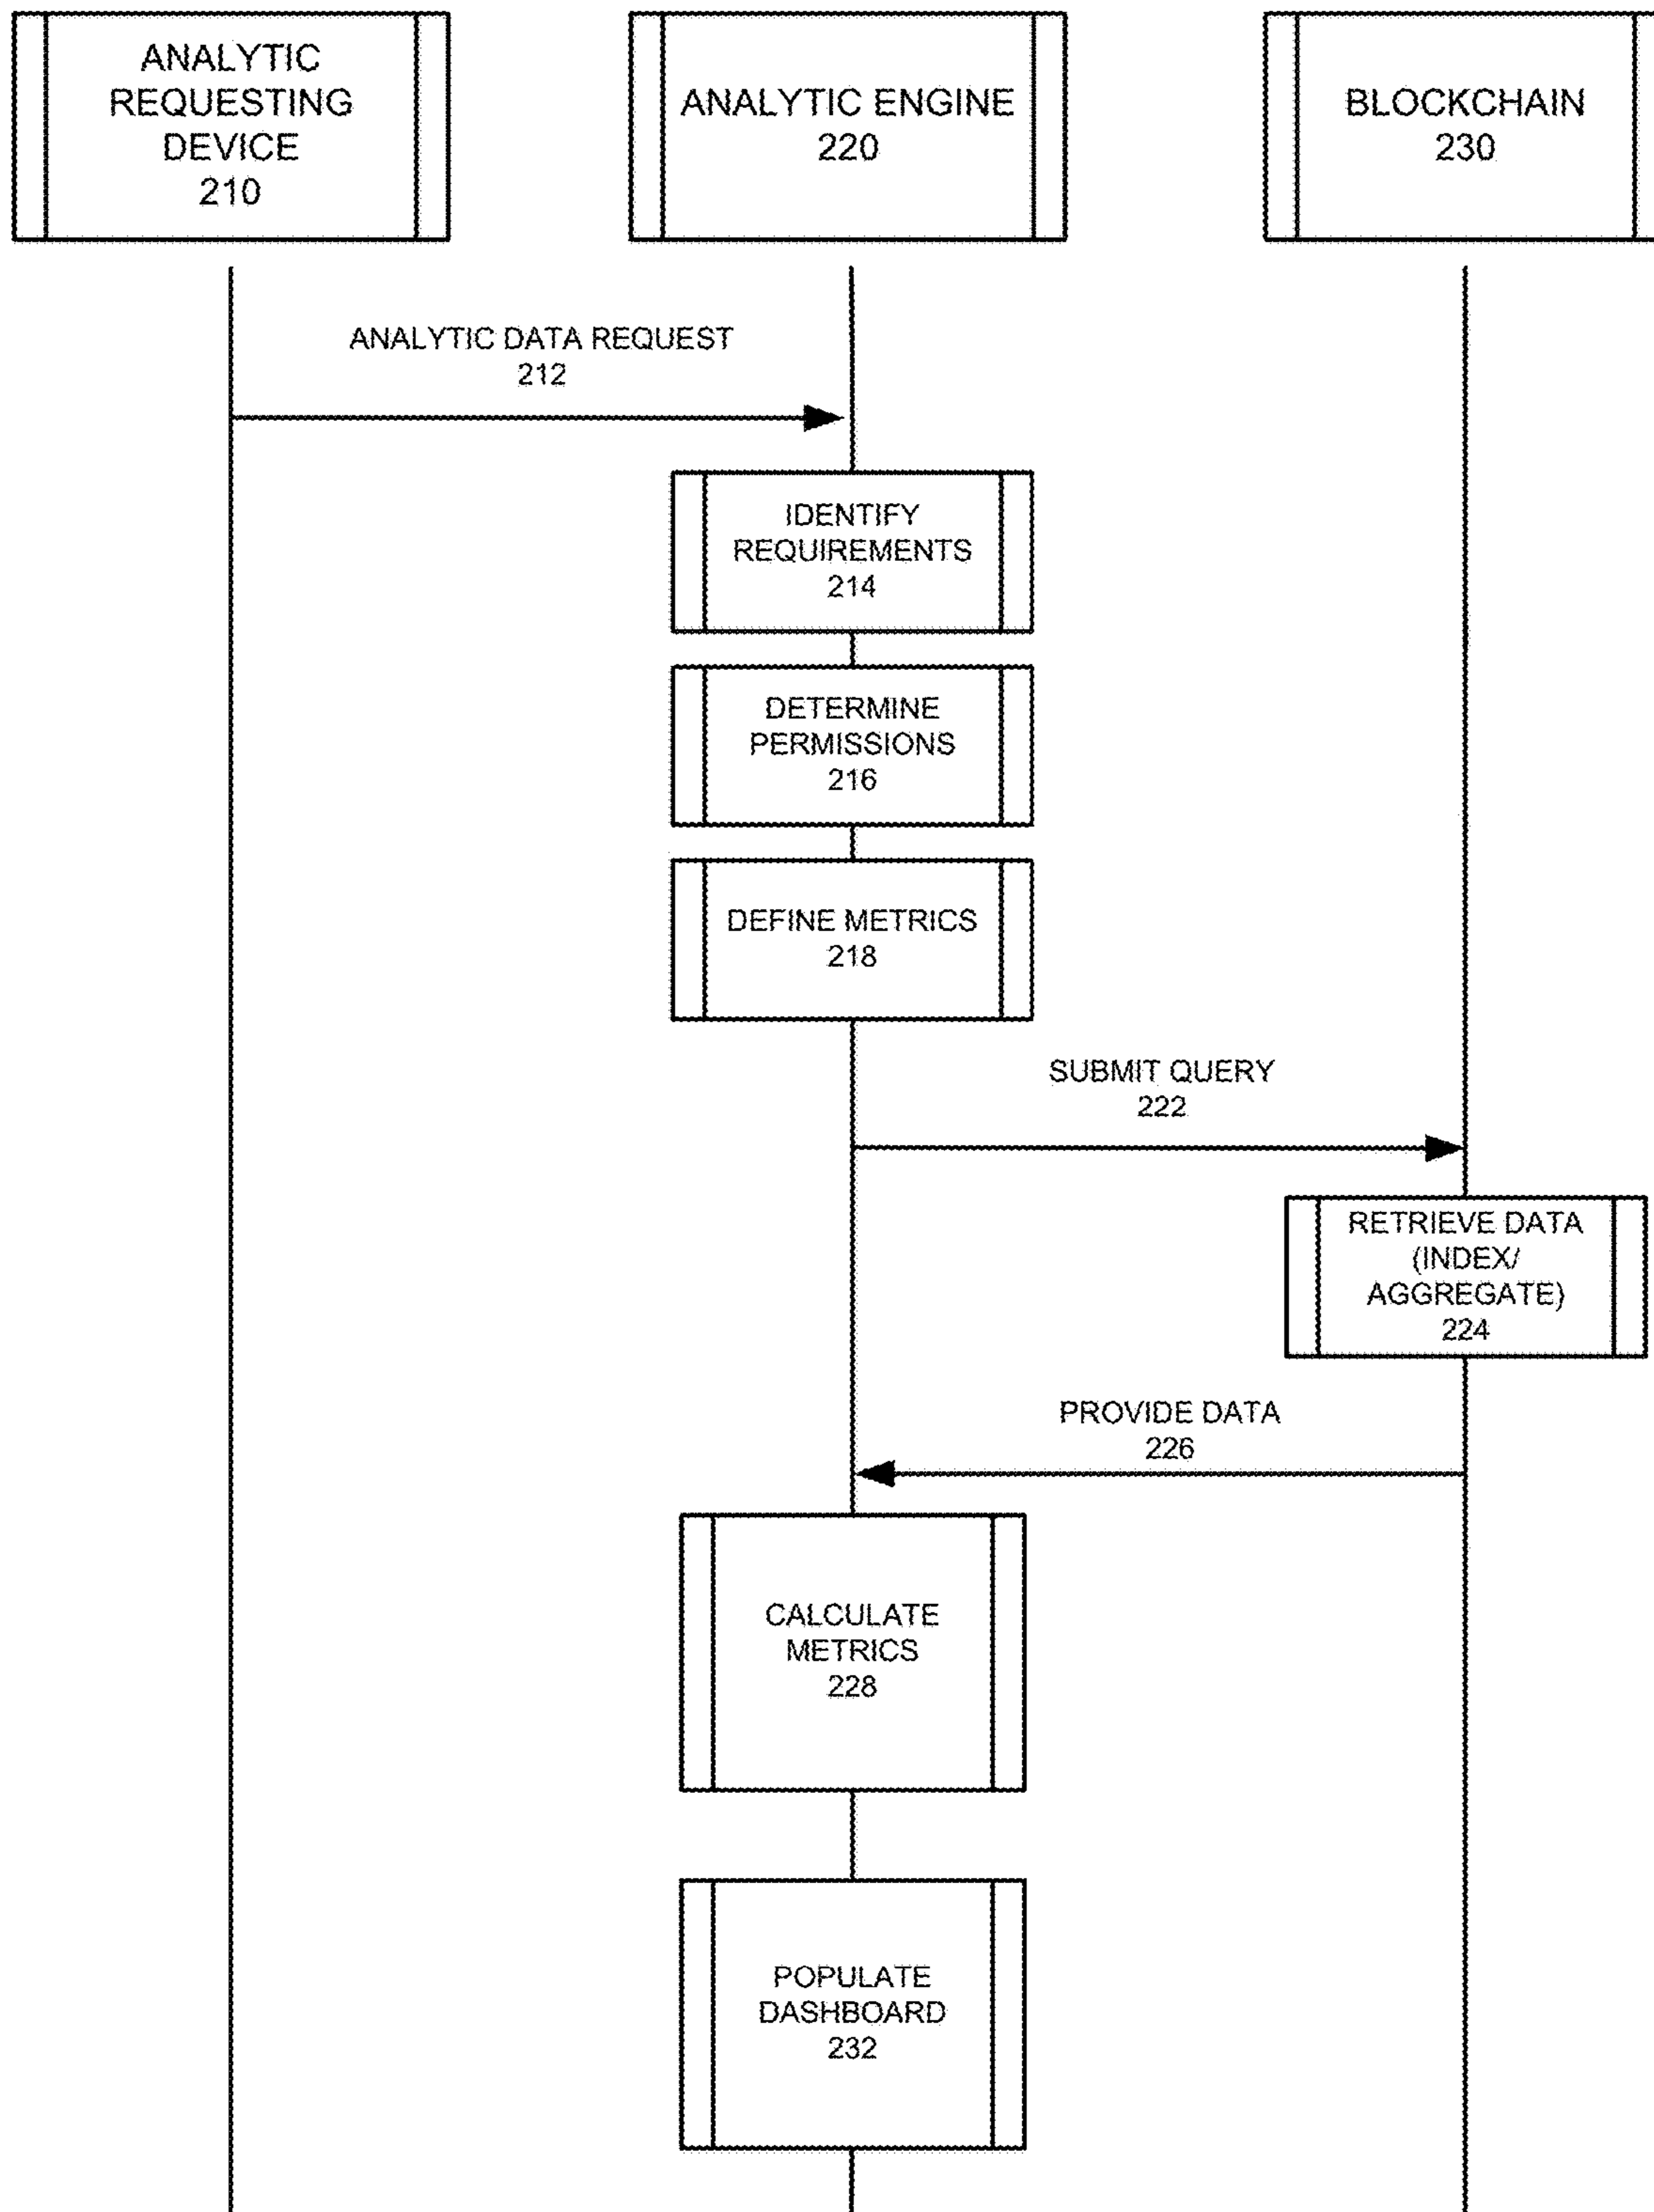 ANALYTIC
REQUESTING
DEVICE
210
ANALYTIC ENGINE
220
BLOCKCHAIN
230
ANALYTIC DATA REQUEST
212
IDENTIFY
REQUIREMENTS
214
DETERMINE
PERMISSIONS
216
DEFINE METRICS
218
SUBMIT QUERY
222
RETRIEVE DATA
(INDEX/
AGGREGATE)
224
PROVIDE DATA
226
CALCULATE
METRICS
228
POPULATE
DASHBOARD
232